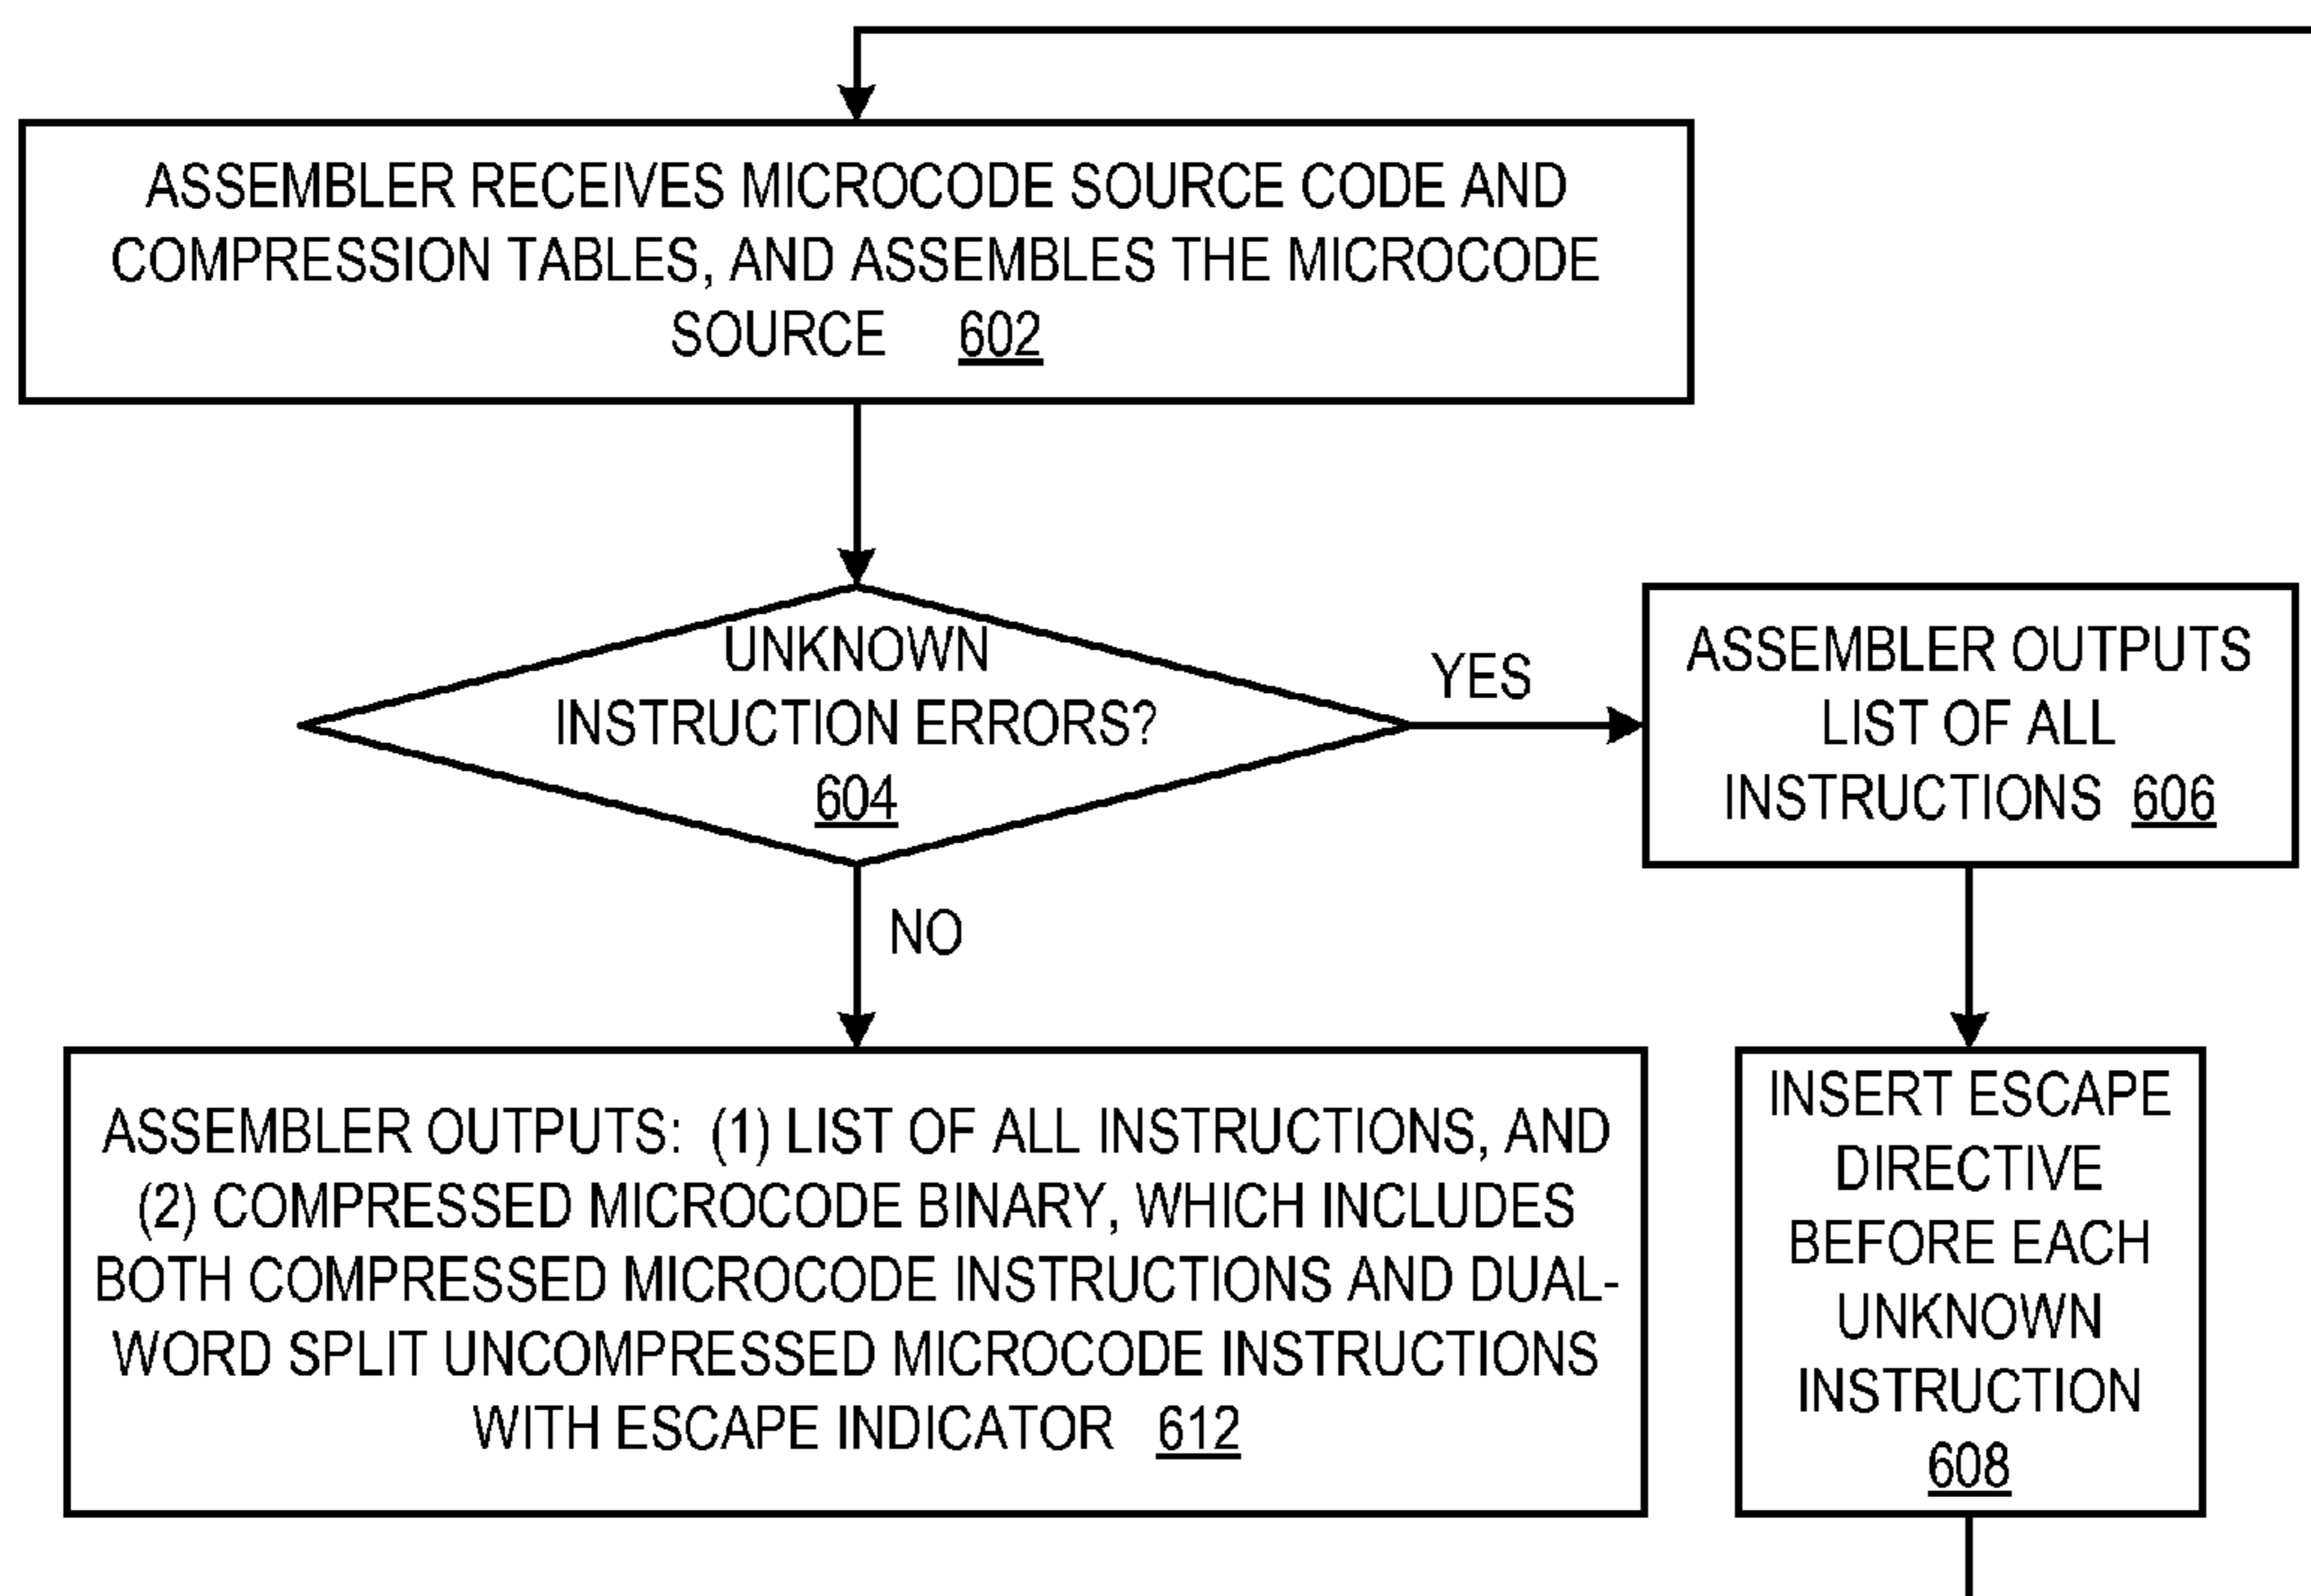 ASSEMBLER RECEIVES MICROCODE SOURCE CODE AND
COMPRESSION TABLES, AND ASSEMBLES THE MICROCODE
SOURCE 602
UNKNOWN
INSTRUCTION ERRORS?
604
YES
ASSEMBLER OUTPUTS
LIST OF ALL
INSTRUCTIONS 606
NO
ASSEMBLER OUTPUTS: (1) LIST OF ALL INSTRUCTIONS, AND
(2) COMPRESSED MICROCODE BINARY, WHICH INCLUDES
BOTH COMPRESSED MICROCODE INSTRUCTIONS AND DUAL-
WORD SPLIT UNCOMPRESSED MICROCODE INSTRUCTIONS
WITH ESCAPE INDICATOR 612
INSERT ESCAPE
DIRECTIVE
BEFORE EACH
UNKNOWN
INSTRUCTION
608